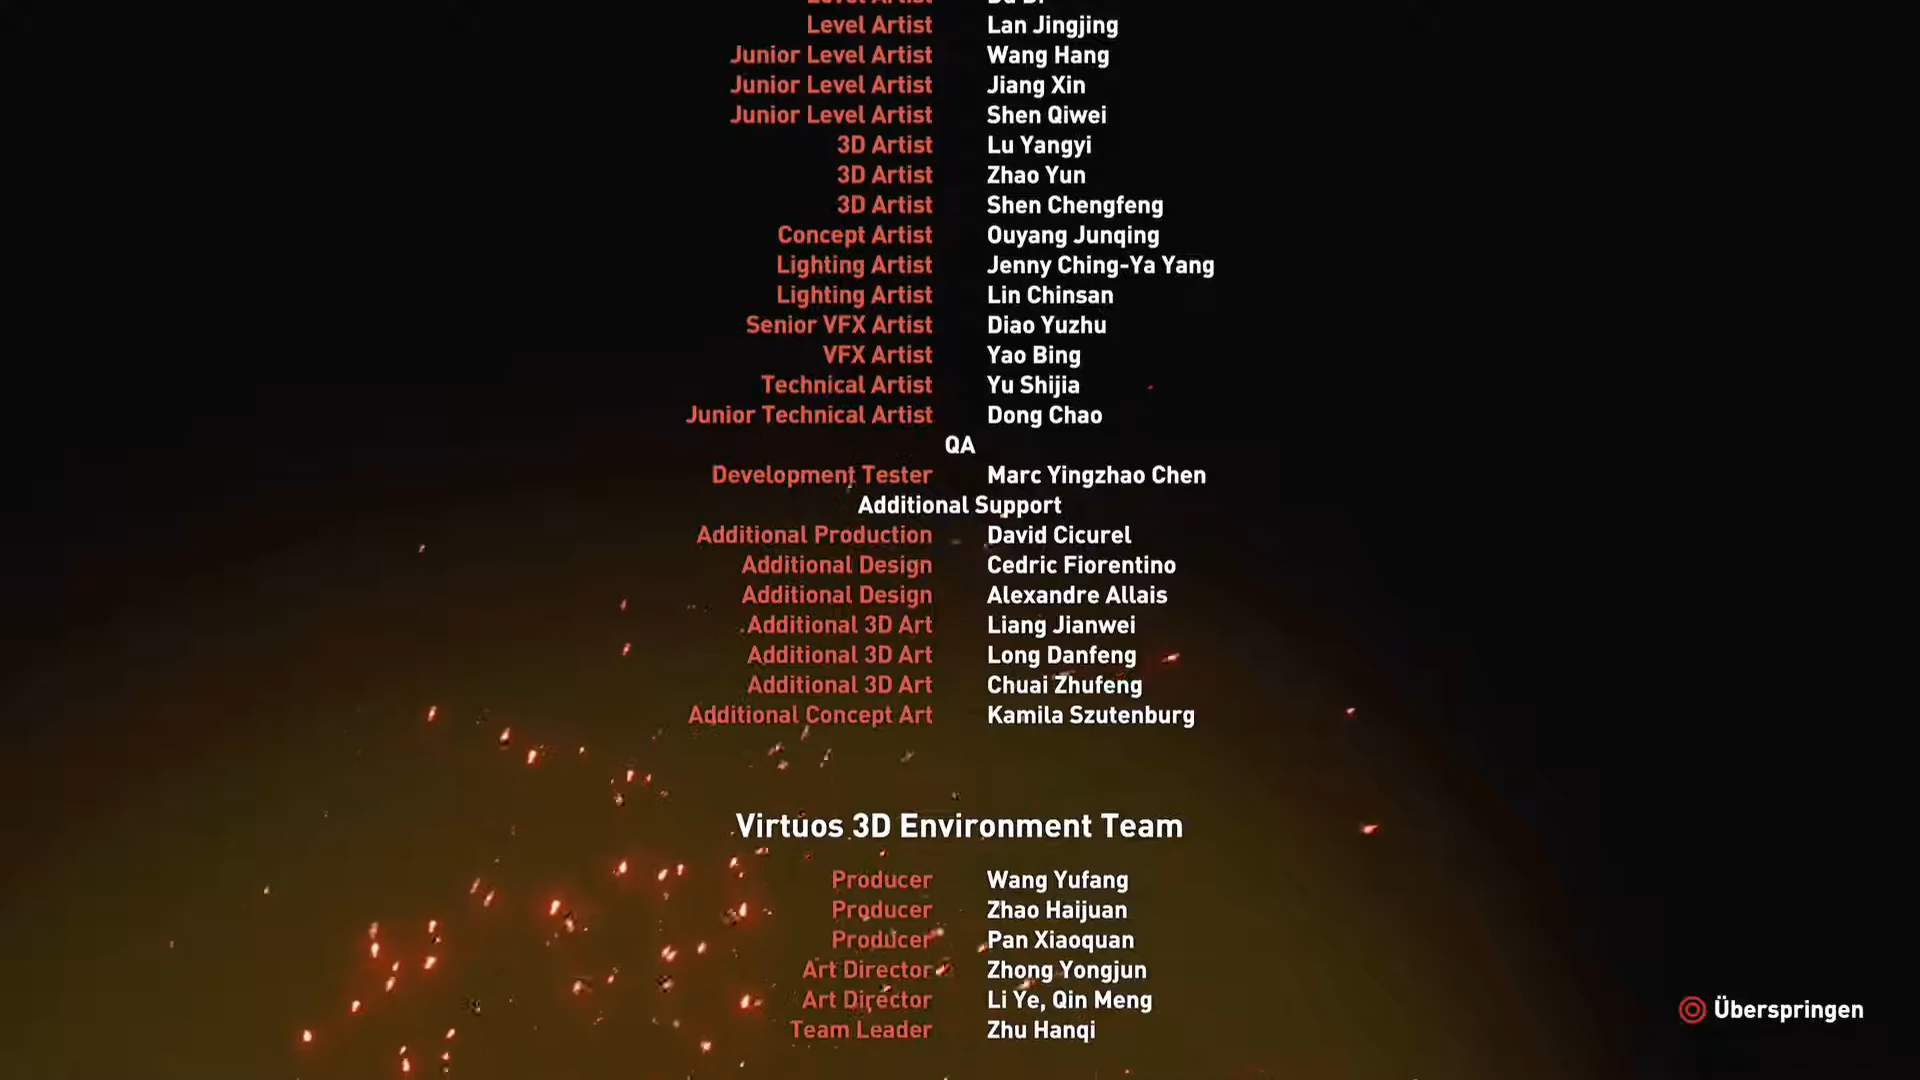 Level Artist Lan Jingjing
Junior Level Artist Wang Hang
Junior Level Artist Jiang Xin
Junior Level Artist Shen Qiwei
3D Artist Lu Yangyi
3D Artist Zhao Yun
3D Artist Shen Chengfeng
Concept Artist Ouyang Junqing
Lighting Artist Jenny Ching-Ya Yang
Lighting Artist Lin Chinsan
Senior VFX Artist Diao Yuzhu
VFX Artist Yao Bing
Technical Artist Yu Shijia
Junior Technical Artist Dong Chao
QA
Development Tester Marc Yingzhao Chen
Additional Support
Additional Production David Cicurel
Additional Design Cedric Fiorentino
Additional Design Alexandre Allais
Additional 3D Art Liang Jianwei
Additional 3D Art Long Danfeng
Additional 3D Art Chuai Zhufeng
Additional Concept Art Kamila Szutenburg
Virtuos 3D Environment Team
Producer Wang Yufang
Producer Zhao Haijuan
Producer Pan Xiaoquan
Art Director Zhong Yongjun
Art Director Li Ye, Qin Meng
Team Leader Zhu Hanqi
Überspringen